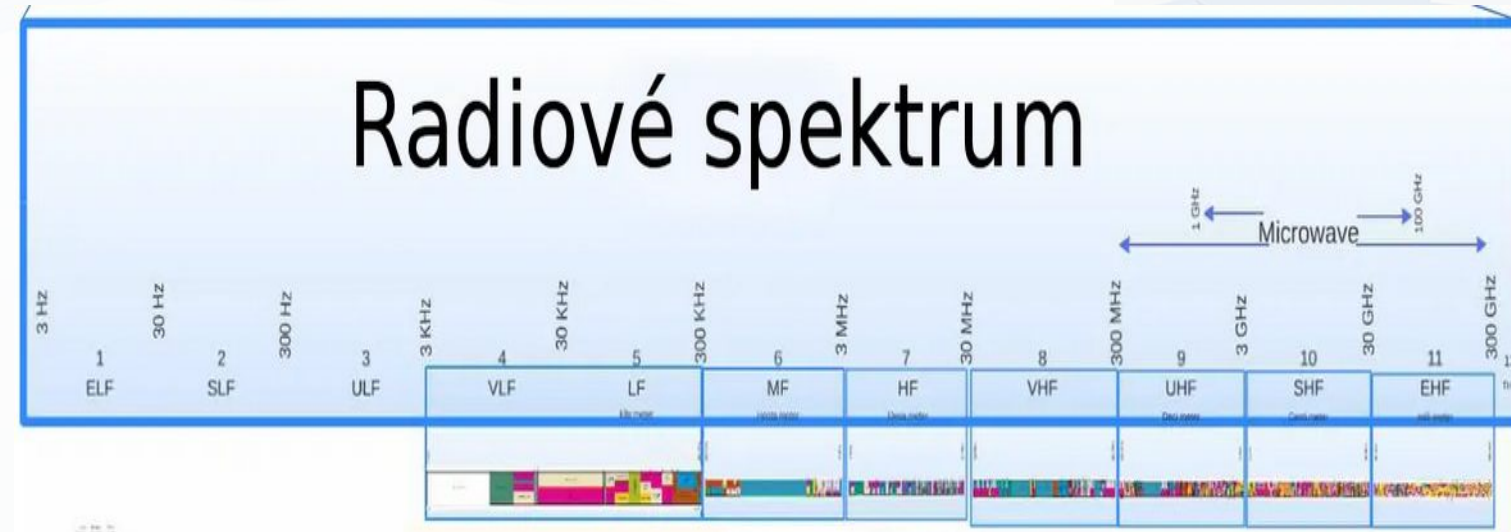 Radiové spektrum
1 GHz
100 GHz
Microwave
3 Hz
30 Hz
300 Hz
3 KHz
30 KHz
300 KHz
3 MHz
30 MHz
300 MHz
3 GHz
30 GHz
300 GHz
1 2 3 4 5 6 7 8 9 10 11
ELF SLF ULF VLF LF MF HF VHF UHF SHF EHF